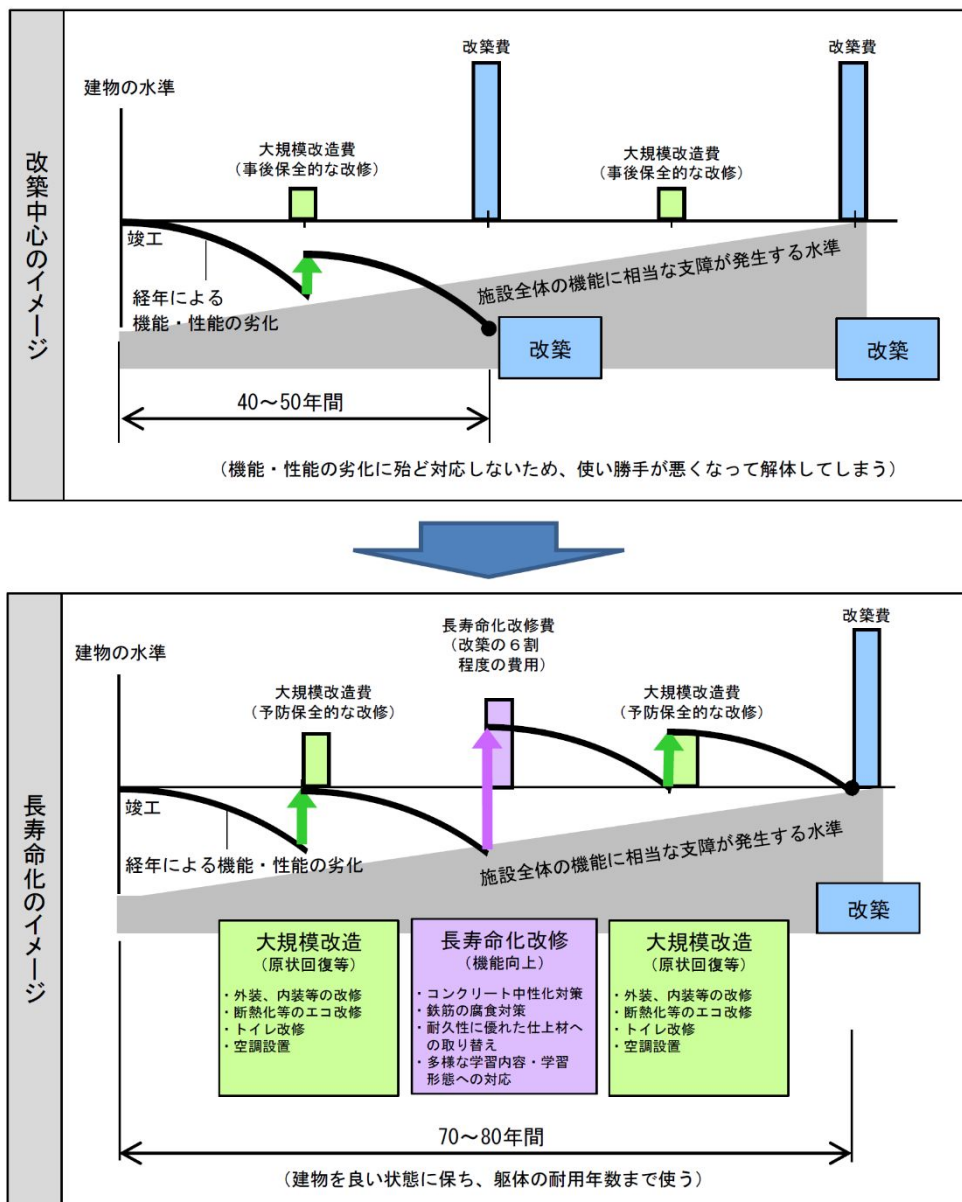 改築中心のイメージ
建物の水準
改築費
改築費
大規模改造費
(事後保全的な改修)
大規模改造費
(事後保全的な改修)
竣工
経年による
機能・性能の劣化
施設全体の機能に相当な支障が発生する水準
改築
改築
40～50年間
(機能・性能の劣化に殆ど対応しないため、使い勝手が悪くなって解体してしまう)
長寿命化のイメージ
建物の水準
長寿命化改修費
(改築の６割
程度の費用)
改築費
大規模改造費
(予防保全的な改修)
大規模改造費
(予防保全的な改修)
竣工
経年による機能・性能の劣化
施設全体の機能に相当な支障が発生する水準
改築
大規模改造
(原状回復等)
・外装、内装等の改修
・断熱化等のエコ改修
・トイレ改修
・空調設置
長寿命化改修
(機能向上)
・コンクリート中性化対策
・鉄筋の腐食対策
・耐久性に優れた仕上材へ
の取り替え
・多様な学習内容・学習
形態への対応
大規模改造
(原状回復等)
・外装、内装等の改修
・断熱化等のエコ改修
・トイレ改修
・空調設置
70～80年間
(建物を良い状態に保ち、躯体の耐用年数まで使う)